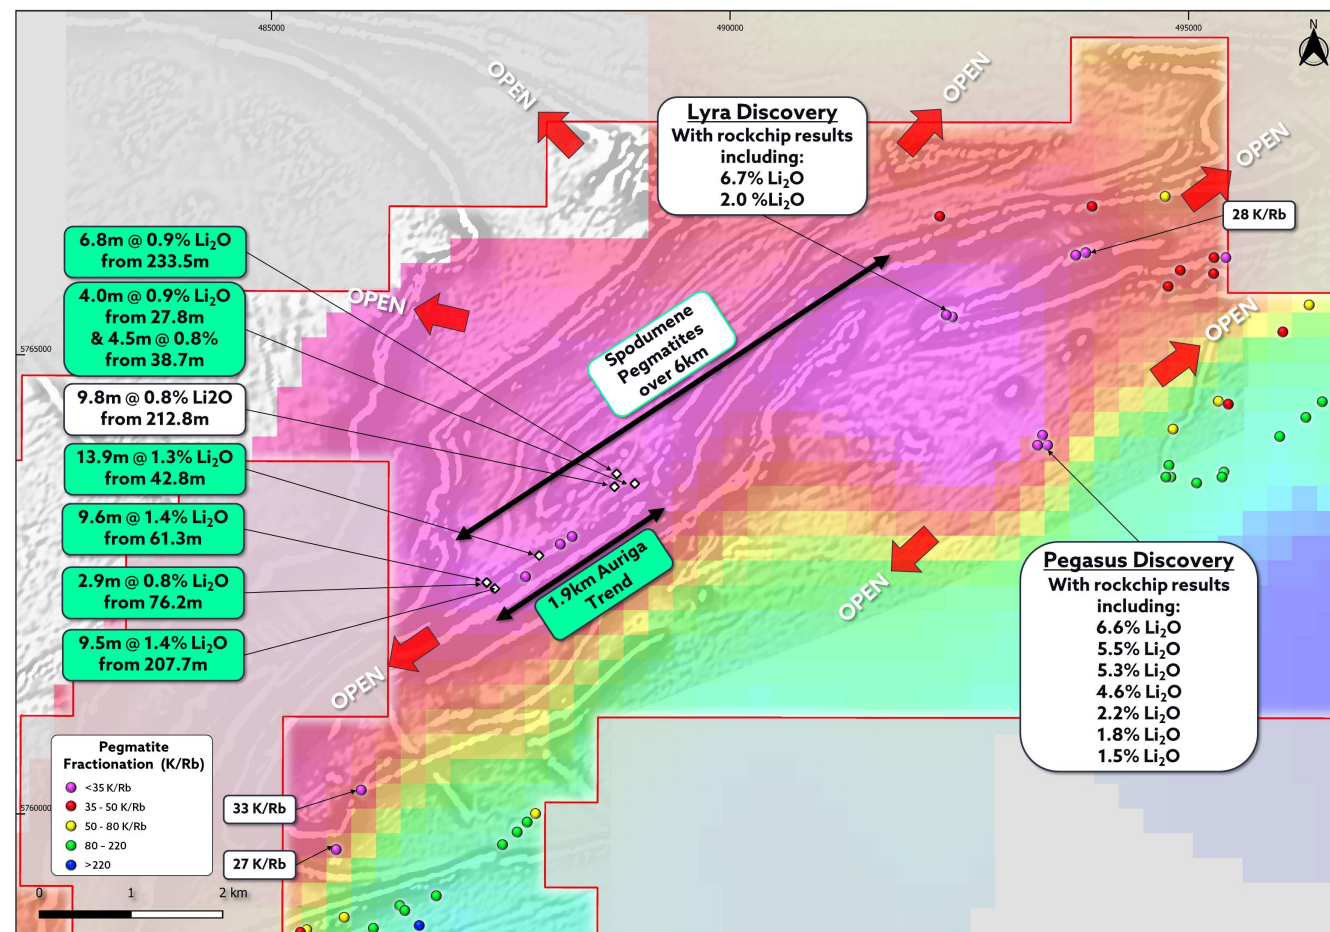 485000
490000
495000
N
OPEN
OPEN
OPEN
Lyra Discovery
With rockchip results
including:
6.7% Li₂O
2.0 %Li₂O
28 K/Rb
6.8m @ 0.9% Li₂O
from 233.5m
4.0m @ 0.9% Li₂O
from 27.8m
& 4.5m @ 0.8%
from 38.7m
OPEN
OPEN
5765000
Spodumene
Pegmatites
over 6km
9.8m @ 0.8% Li2O
from 212.8m
13.9m @ 1.3% Li₂O
from 42.8m
9.6m @ 1.4% Li₂O
from 61.3m
2.9m @ 0.8% Li₂O
from 76.2m
9.5m @ 1.4% Li₂O
from 207.7m
1.9km Auriga
Trend
OPEN
OPEN
Pegasus Discovery
With rockchip results
including:
6.6% Li₂O
5.5% Li₂O
5.3% Li₂O
4.6% Li₂O
2.2% Li₂O
1.8% Li₂O
1.5% Li₂O
Pegmatite
Fractionation (K/Rb)
<35 K/Rb
35 - 50 K/Rb
50 - 80 K/Rb
80 - 220
>220
5760000
33 K/Rb
27 K/Rb
0 1 2 km